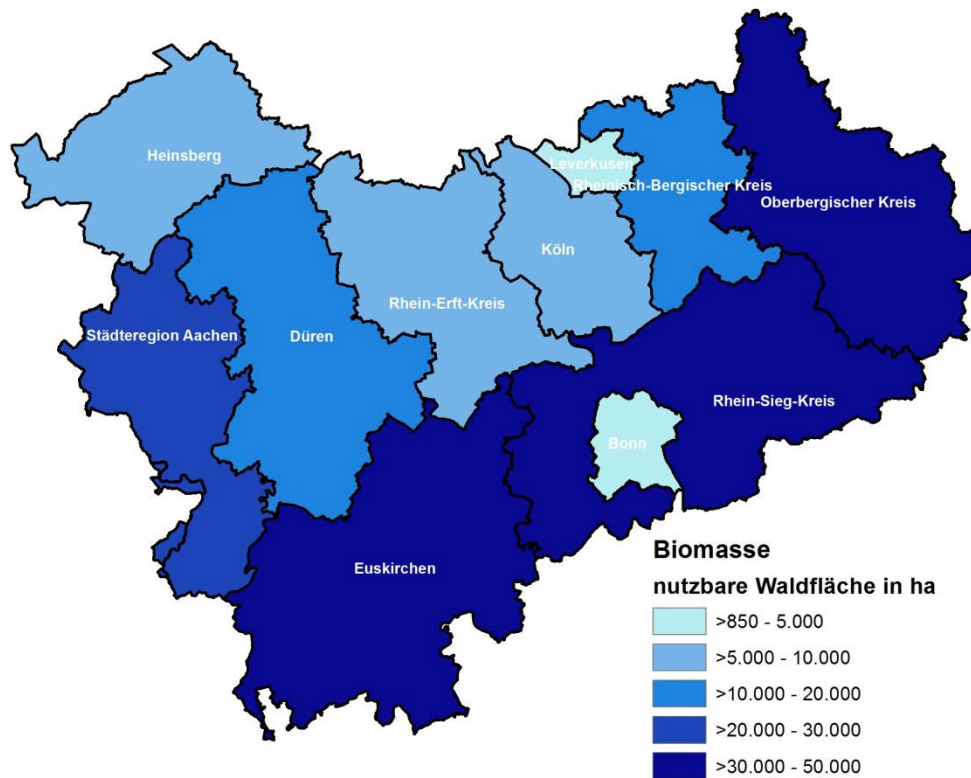 Heinsberg
Leverkusen
Rheinisch-Bergischer Kreis
Oberbergischer Kreis
Köln
Rhein-Erft-Kreis
Städteregion Aachen
Düren
Rhein-Sieg-Kreis
Bonn
Euskirchen
Biomasse
nutzbare Waldfläche in ha
>850 - 5.000
>5.000 - 10.000
>10.000 - 20.000
>20.000 - 30.000
>30.000 - 50.000